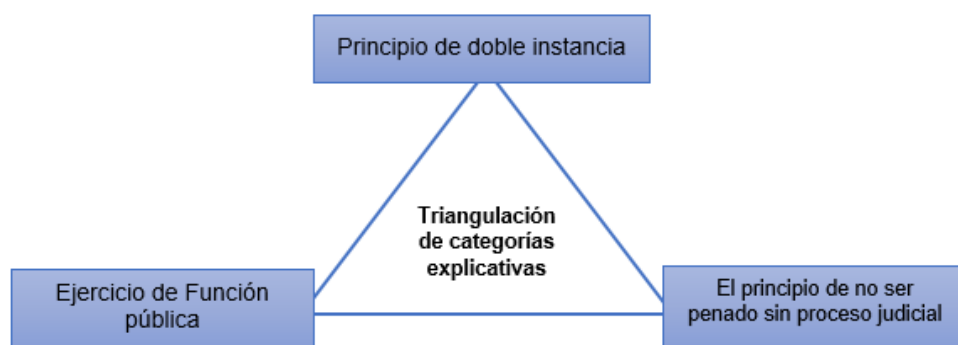 Principio de doble instancia
Triangulación
de categorías
explicativas
Ejercicio de Función
pública
El principio de no ser
penado sin proceso judicial